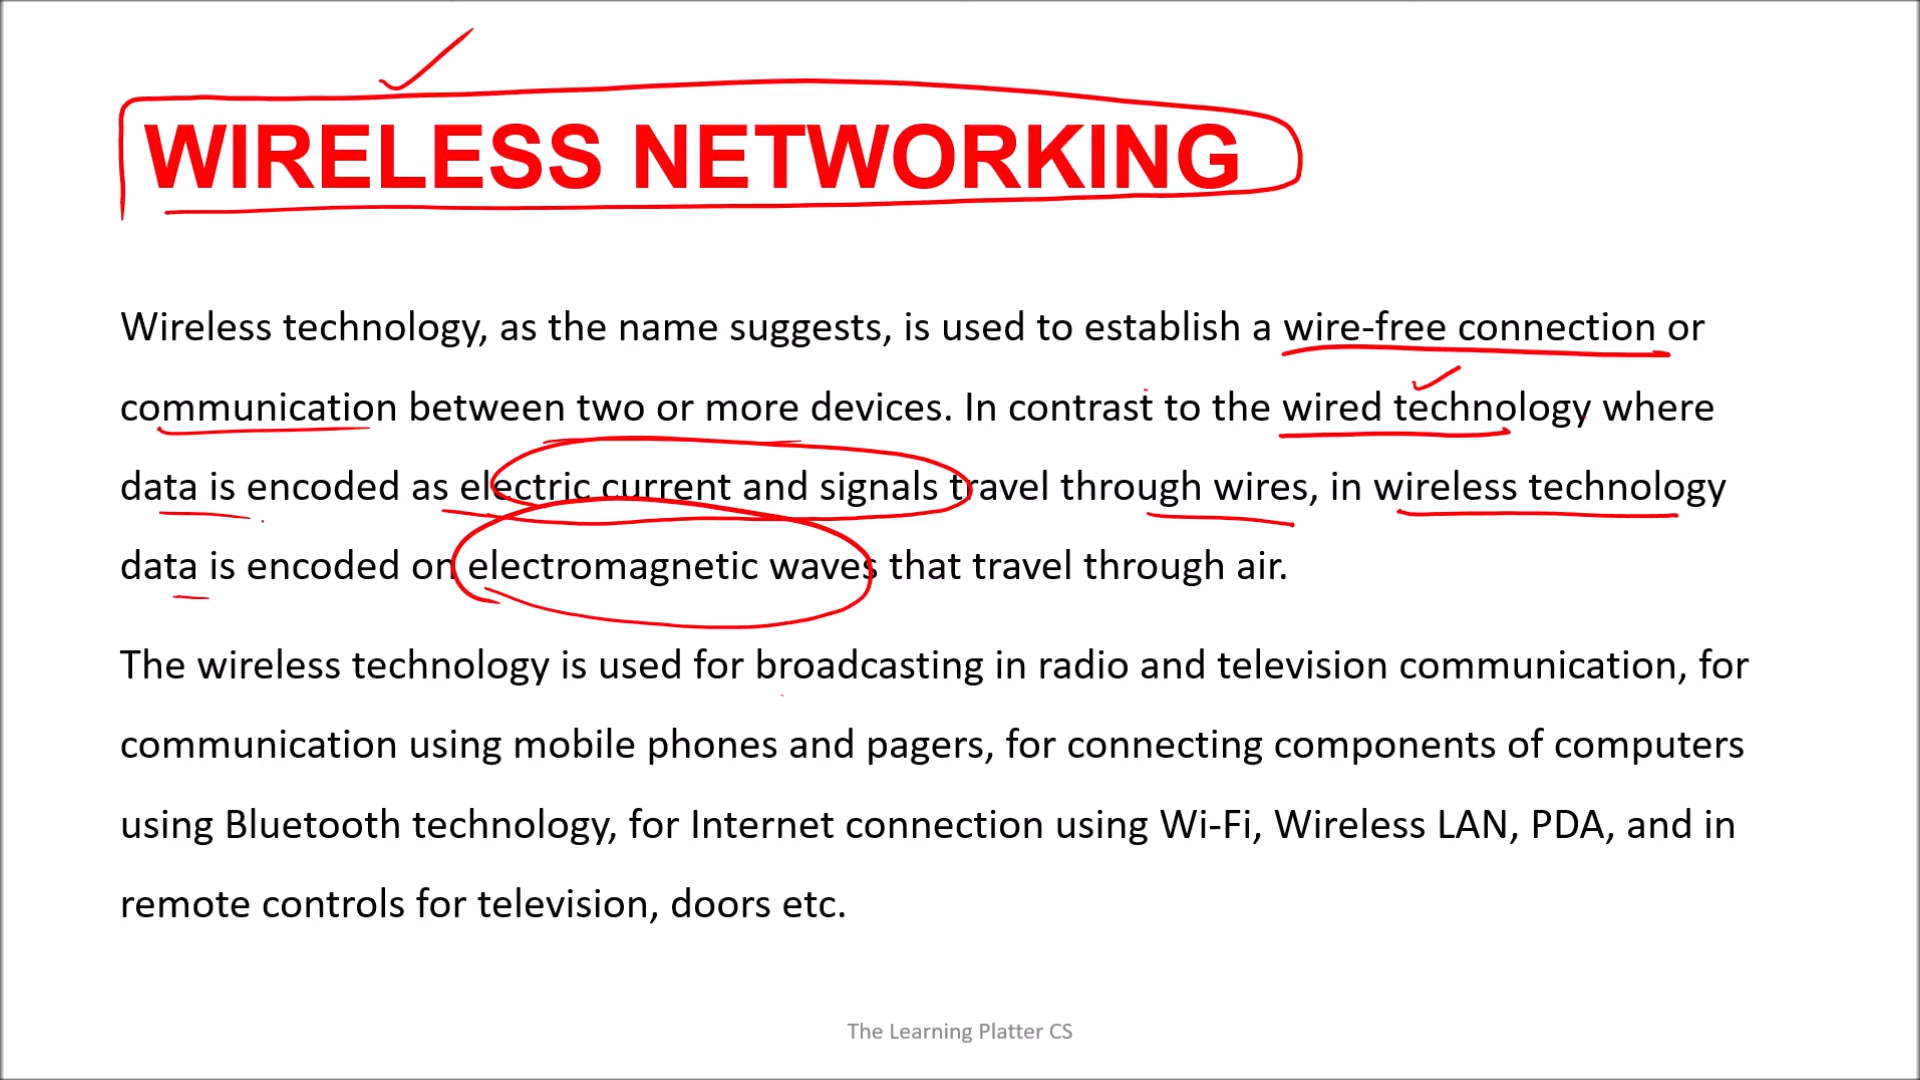 WIRELESS NETWORKING
Wireless technology, as the name suggests, is used to establish a wire-free connection or
communication between two or more devices. In contrast to the wired technology where
data is encoded as electric current and signals travel through wires, in wireless technology
data is encoded on electromagnetic waves that travel through air.
The wireless technology is used for broadcasting in radio and television communication, for
communication using mobile phones and pagers, for connecting components of computers
using Bluetooth technology, for Internet connection using Wi-Fi, Wireless LAN, PDA, and in
remote controls for television, doors etc.
The Learning Platter CS